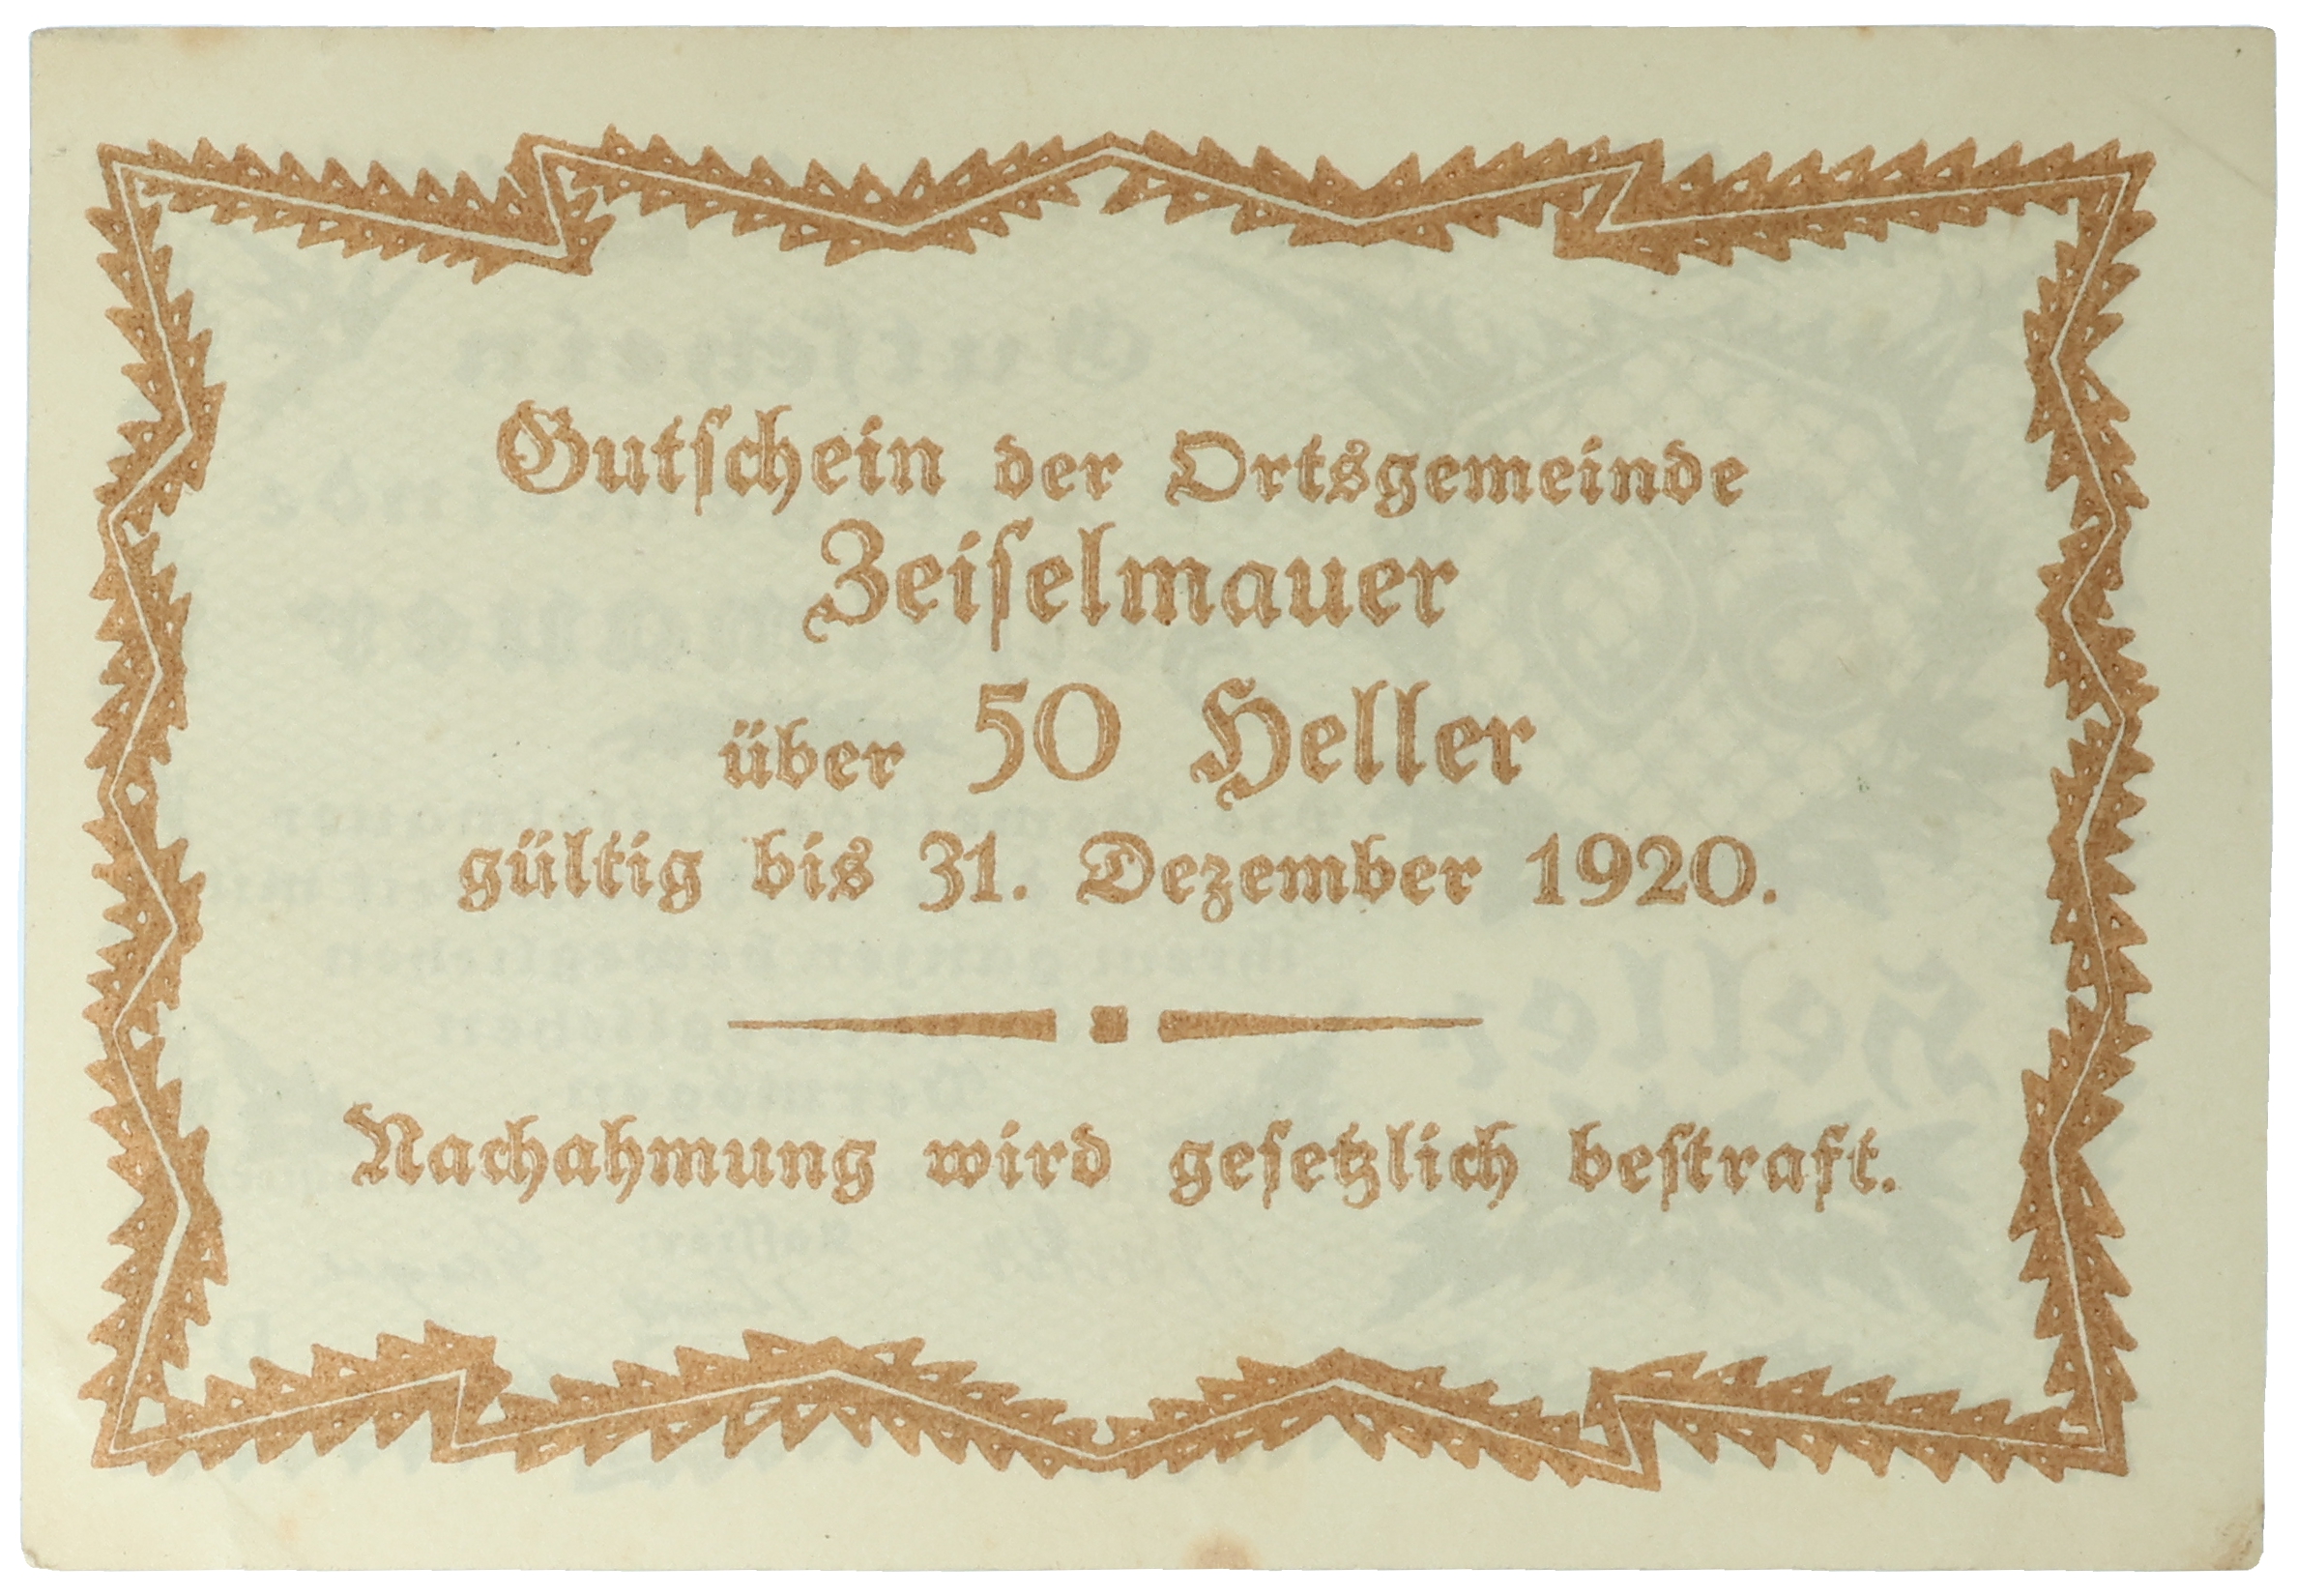 Gutschein der Ortsgemeinde
Zeiselmauer
über 50 Heller
gültig bis 31. Dezember 1920.
Nachahmung wird gesetzlich bestraft.